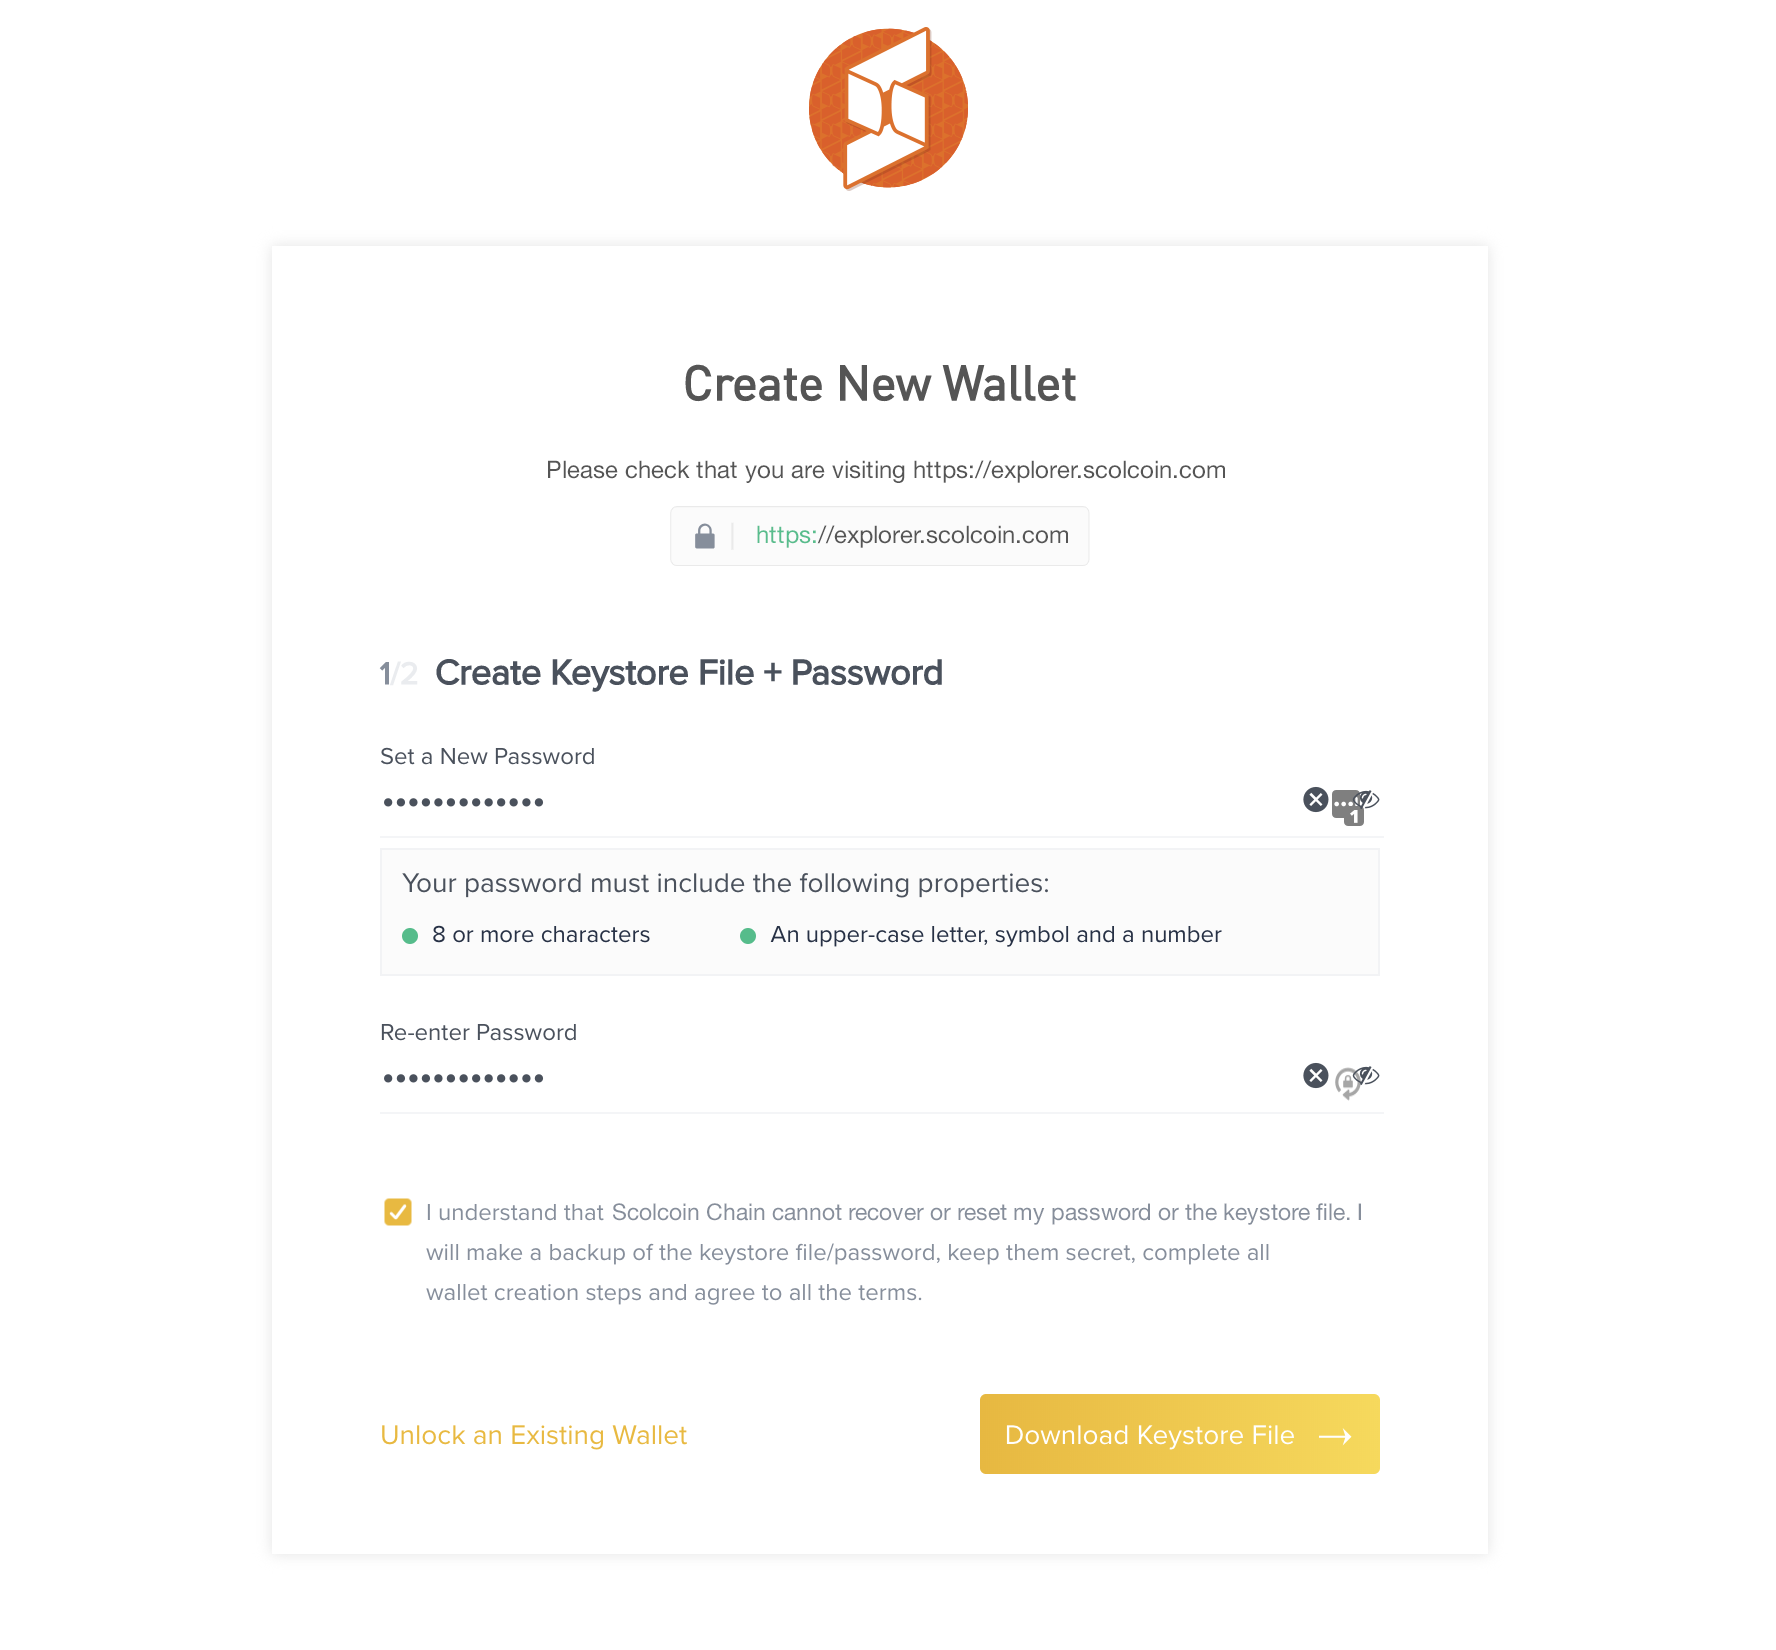 Create New Wallet
Please check that you are visiting https://explorer.scolcoin.com
https://explorer.scolcoin.com
1/2 Create Keystore File + Password
Set a New Password
•••••••••••••
1
Your password must include the following properties:
8 or more characters
An upper-case letter, symbol and a number
Re-enter Password
•••••••••••••
I understand that Scolcoin Chain cannot recover or reset my password or the keystore file. I
will make a backup of the keystore file/password, keep them secret, complete all
wallet creation steps and agree to all the terms.
Unlock an Existing Wallet
Download Keystore File →